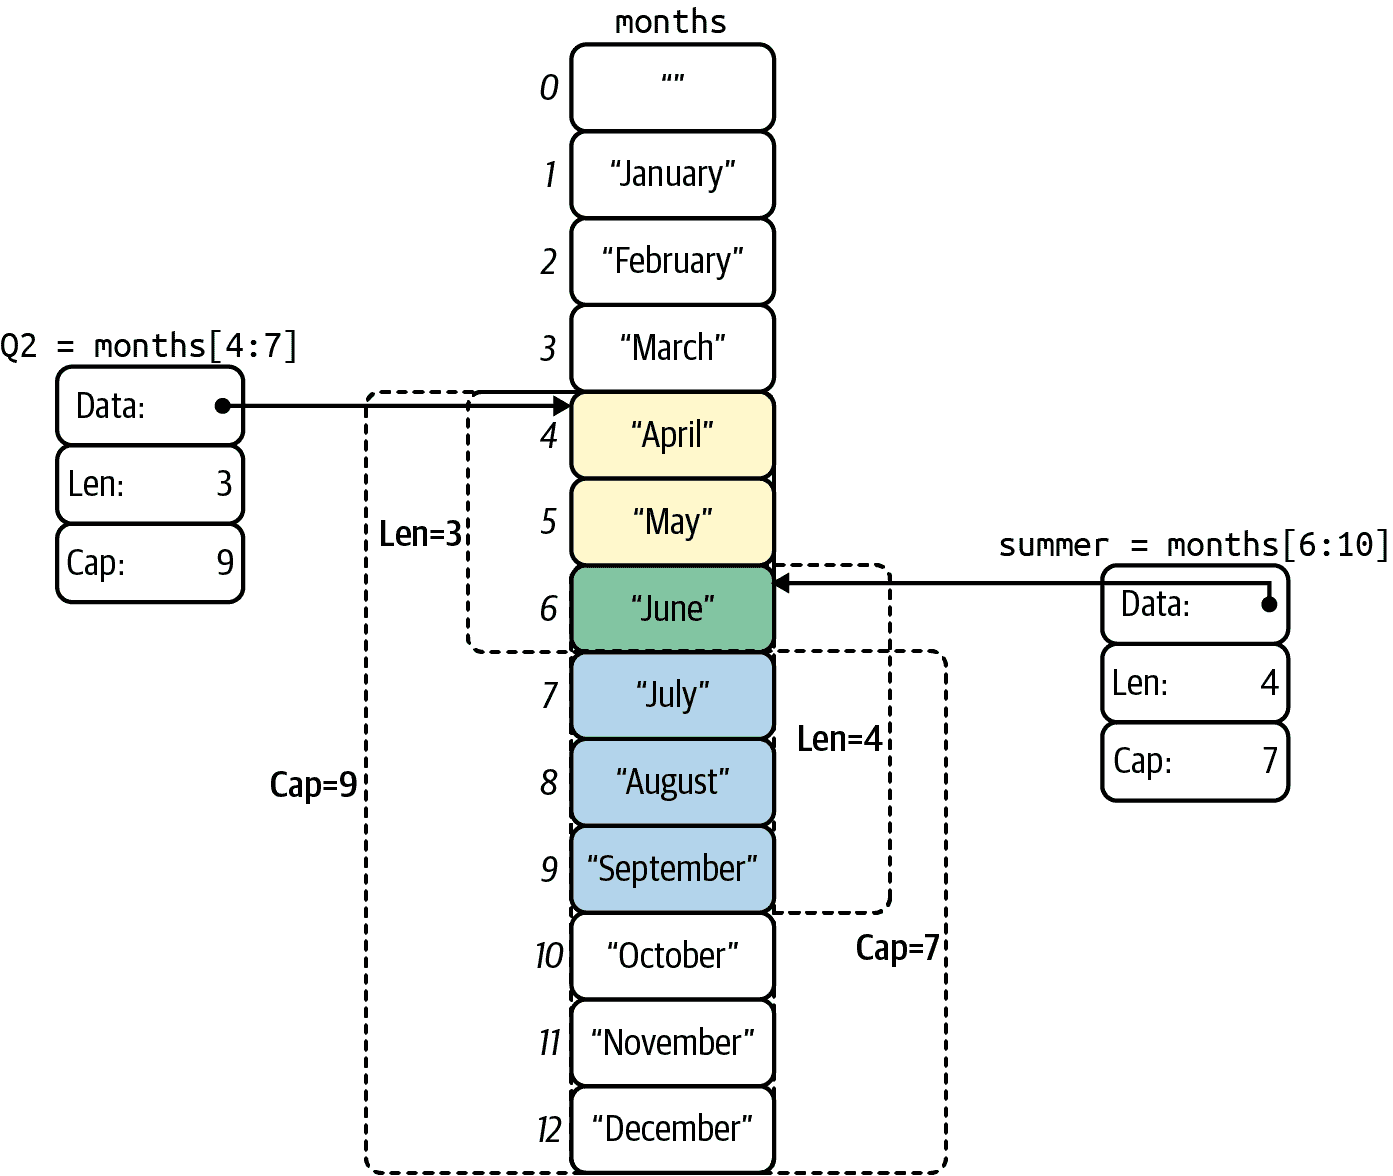 months
0 “”
1 “January”
2 “February”
3 “March”
Q2 = months[4:7]
Data:
Len: 3
Cap: 9
4 “April”
5 “May”
Len=3
6 “June”
summer = months[6:10]
Data:
Len: 4
Cap: 7
7 “July”
Len=4
8 “August”
Cap=9
9 “September”
Cap=7
10 “October”
11 “November”
12 “December”